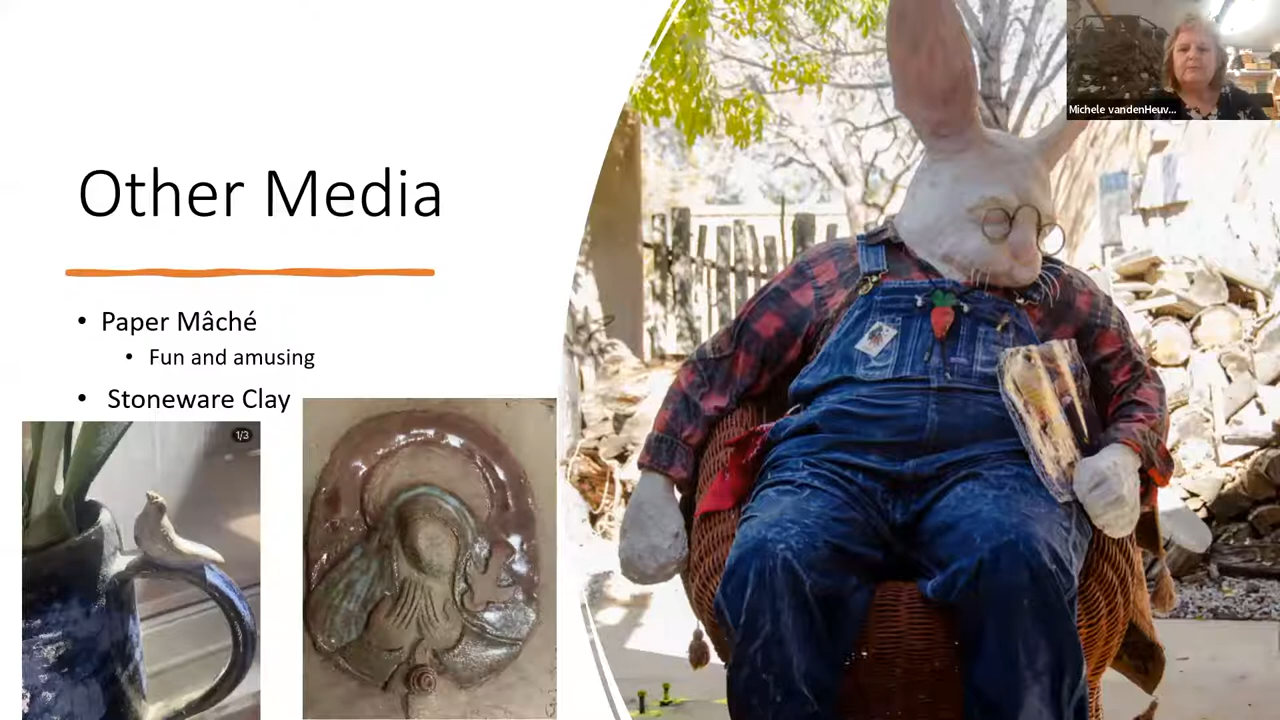 Other Media
• Paper Mâché
• Fun and amusing
• Stoneware Clay
1/3
Michele vandenHeuv...